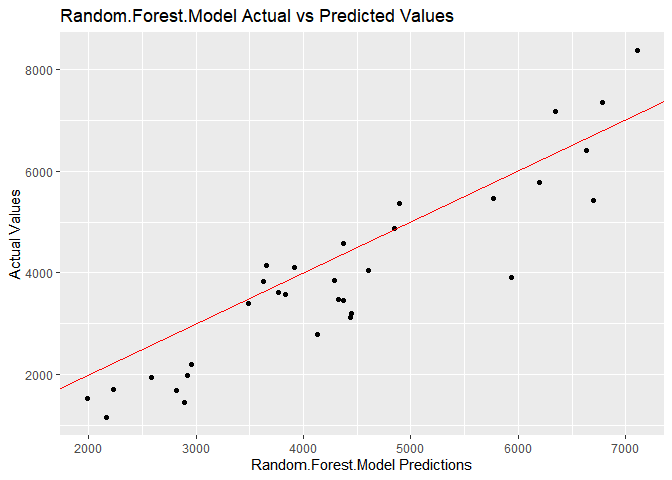 Random.Forest.Model Actual vs Predicted Values
8000
6000
4000
2000
Actual Values
2000 3000 4000 5000 6000 7000
Random.Forest.Model Predictions